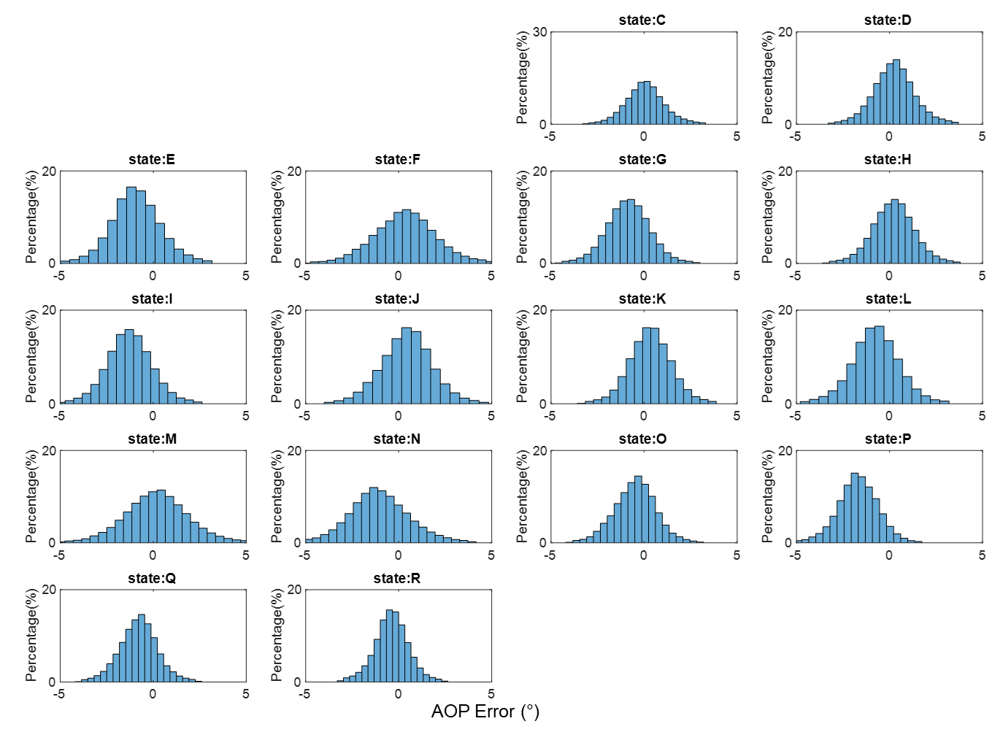 state:C
30
Percentage(%)
0
-5
0
5
state:D
20
Percentage(%)
0
-5
0
5
state:E
20
Percentage(%)
0
-5
0
5
state:F
20
Percentage(%)
0
-5
0
5
state:G
20
Percentage(%)
0
-5
0
5
state:H
20
Percentage(%)
0
-5
0
5
state:I
20
Percentage(%)
0
-5
0
5
state:J
20
Percentage(%)
0
-5
0
5
state:K
20
Percentage(%)
0
-5
0
5
state:L
20
Percentage(%)
0
-5
0
5
state:M
20
Percentage(%)
0
-5
0
5
state:N
20
Percentage(%)
0
-5
0
5
state:O
20
Percentage(%)
0
-5
0
5
state:P
20
Percentage(%)
0
-5
0
5
state:Q
20
Percentage(%)
0
-5
0
5
state:R
20
Percentage(%)
0
-5
0
5
AOP Error (°)